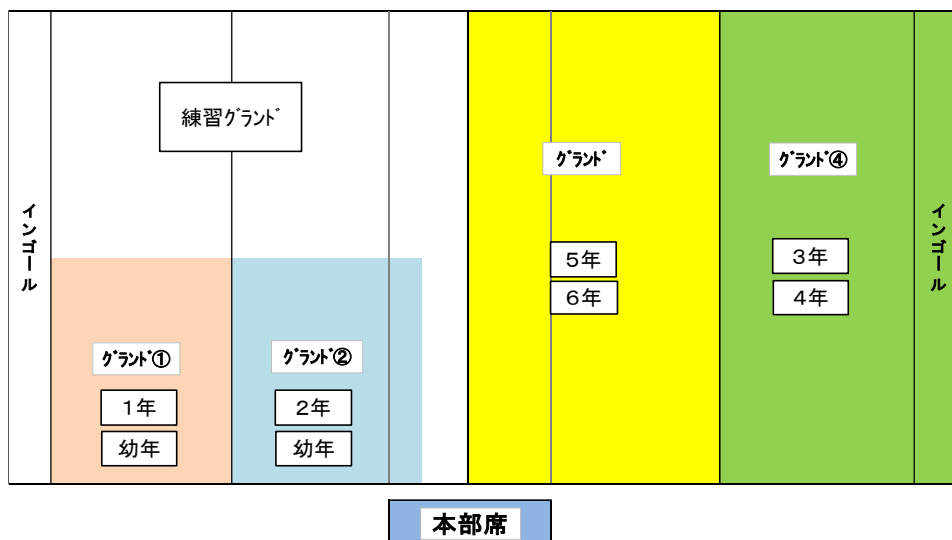 練習ｸﾞﾗﾝﾄﾞ
ｸﾞﾗﾝﾄﾞ
ｸﾞﾗﾝﾄﾞ④
インゴール
インゴール
5年
6年
3年
4年
ｸﾞﾗﾝﾄﾞ①
ｸﾞﾗﾝﾄﾞ②
1年
幼年
2年
幼年
本部席